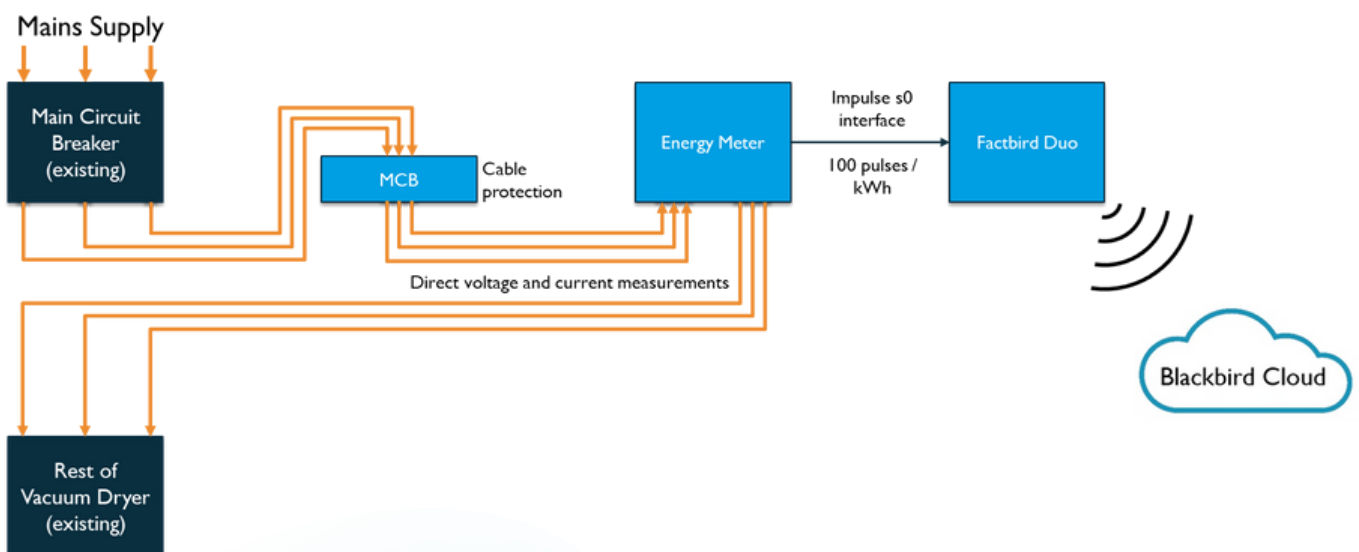 Mains Supply
Main Circuit
Breaker
(existing)
MCB
Cable
protection
Energy Meter
Impulse s0
interface
100 pulses /
kWh
Factbird Duo
Direct voltage and current measurements
Blackbird Cloud
Rest of
Vacuum Dryer
(existing)